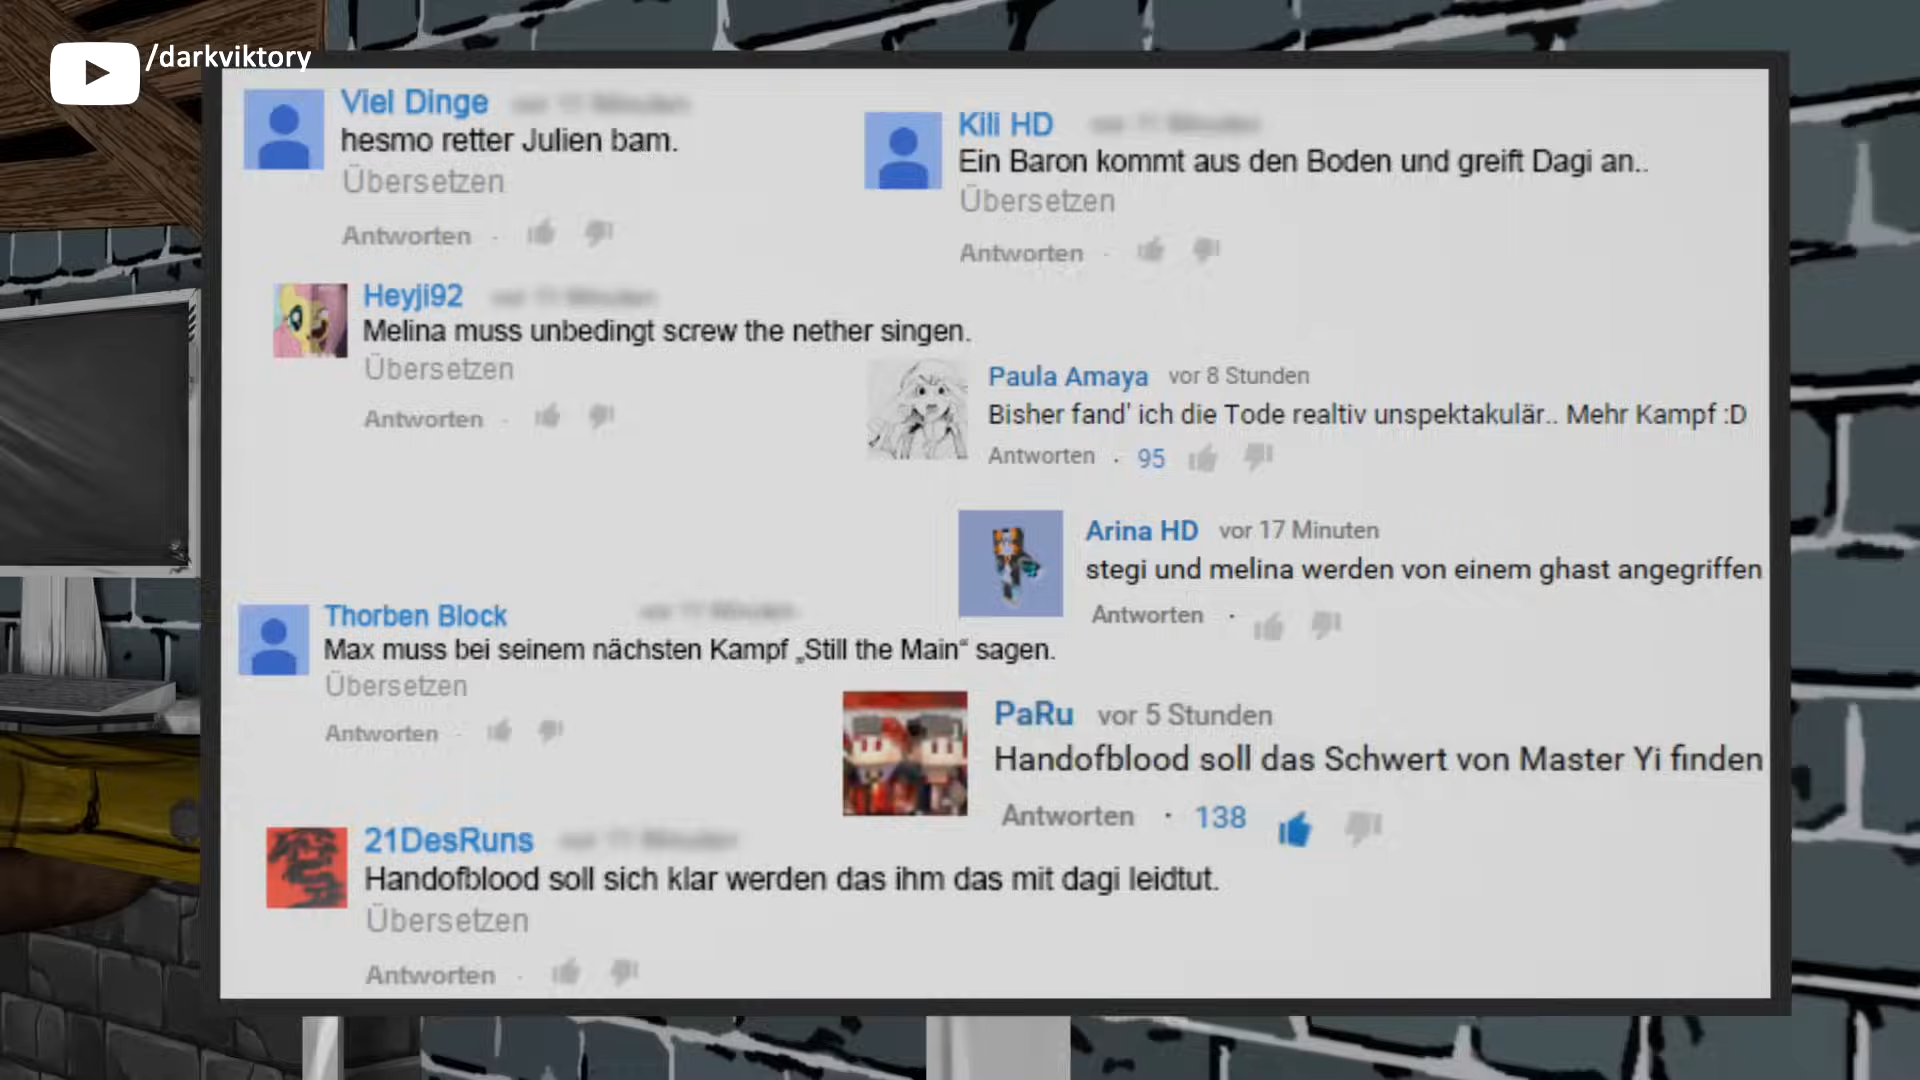 /darkviktory
Viel Dinge
hesmo retter Julien bam.
Übersetzen
Antworten
Kili HD
Ein Baron kommt aus den Boden und greift Dagi an..
Übersetzen
Antworten
Heyji92
Melina muss unbedingt screw the nether singen.
Übersetzen
Antworten
Paula Amaya vor 8 Stunden
Bisher fand' ich die Tode realtiv unspektakulär.. Mehr Kampf :D
Antworten · 95
Arina HD vor 17 Minuten
stegi und melina werden von einem ghast angegriffen
Antworten ·
Thorben Block
Max muss bei seinem nächsten Kampf „Still the Main“ sagen.
Übersetzen
Antworten
PaRu vor 5 Stunden
Handofblood soll das Schwert von Master Yi finden
Antworten · 138
21DesRuns
Handofblood soll sich klar werden das ihm das mit dagi leidtut.
Übersetzen
Antworten